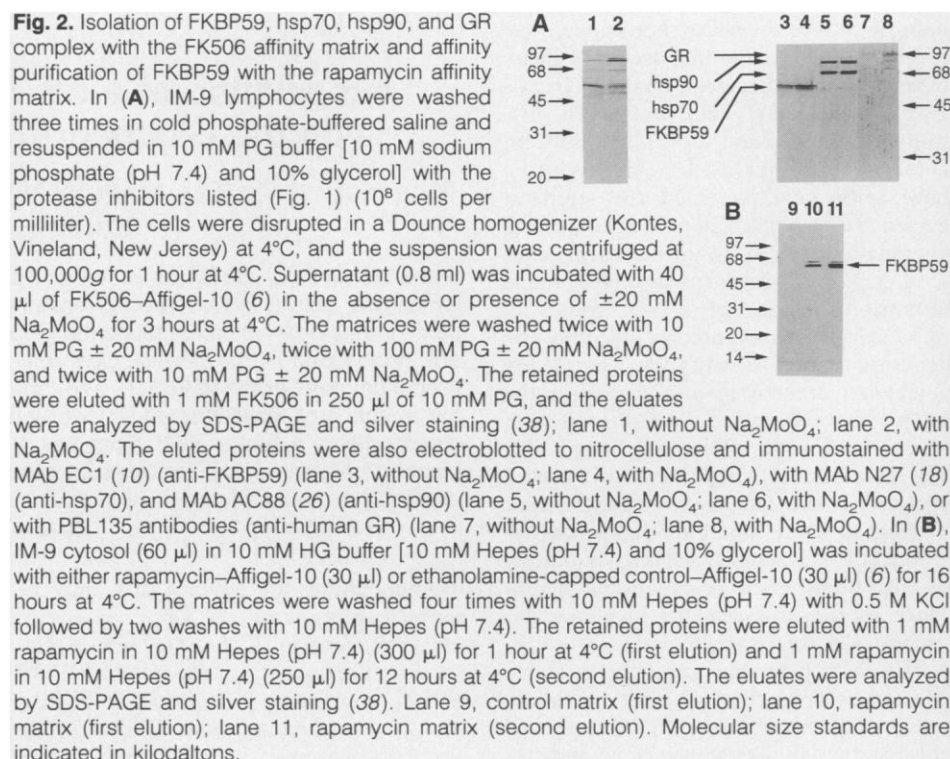 Fig. 2. Isolation of FKBP59, hsp70, hsp90, and GR
complex with the FK506 affinity matrix and affinity
purification of FKBP59 with the rapamycin affinity
matrix. In (A), IM-9 lymphocytes were washed
three times in cold phosphate-buffered saline and
resuspended in 10 mM PG buffer [10 mM sodium
phosphate (pH 7.4) and 10% glycerol] with the
protease inhibitors listed (Fig. 1) (10⁸ cells per
milliliter). The cells were disrupted in a Dounce homogenizer (Kontes,
Vineland, New Jersey) at 4°C, and the suspension was centrifuged at
100,000g for 1 hour at 4°C. Supernatant (0.8 ml) was incubated with 40
μl of FK506–Affigel-10 (6) in the absence or presence of ±20 mM
Na₂MoO₄ for 3 hours at 4°C. The matrices were washed twice with 10
mM PG ± 20 mM Na₂MoO₄, twice with 100 mM PG ± 20 mM Na₂MoO₄,
and twice with 10 mM PG ± 20 mM Na₂MoO₄. The retained proteins
were eluted with 1 mM FK506 in 250 μl of 10 mM PG, and the eluates
were analyzed by SDS-PAGE and silver staining (38); lane 1, without Na₂MoO₄; lane 2, with
Na₂MoO₄. The eluted proteins were also electroblotted to nitrocellulose and immunostained with
MAb EC1 (10) (anti-FKBP59) (lane 3, without Na₂MoO₄; lane 4, with Na₂MoO₄), with MAb N27 (18)
(anti-hsp70), and MAb AC88 (26) (anti-hsp90) (lane 5, without Na₂MoO₄; lane 6, with Na₂MoO₄), or
with PBL135 antibodies (anti-human GR) (lane 7, without Na₂MoO₄; lane 8, with Na₂MoO₄). In (B),
IM-9 cytosol (60 μl) in 10 mM HG buffer [10 mM Hepes (pH 7.4) and 10% glycerol] was incubated
with either rapamycin–Affigel-10 (30 μl) or ethanolamine-capped control–Affigel-10 (30 μl) (6) for 16
hours at 4°C. The matrices were washed four times with 10 mM Hepes (pH 7.4) with 0.5 M KCl
followed by two washes with 10 mM Hepes (pH 7.4). The retained proteins were eluted with 1 mM
rapamycin in 10 mM Hepes (pH 7.4) (300 μl) for 1 hour at 4°C (first elution) and 1 mM rapamycin
in 10 mM Hepes (pH 7.4) (250 μl) for 12 hours at 4°C (second elution). The eluates were analyzed
by SDS-PAGE and silver staining (38). Lane 9, control matrix (first elution); lane 10, rapamycin
matrix (first elution); lane 11, rapamycin matrix (second elution). Molecular size standards are
indicated in kilodaltons.
A
1 2
97
68
45
31
20
3 4 5 6 7 8
GR
hsp90
hsp70
FKBP59
97
68
45
31
B
9 10 11
97
68
45
31
20
14
FKBP59